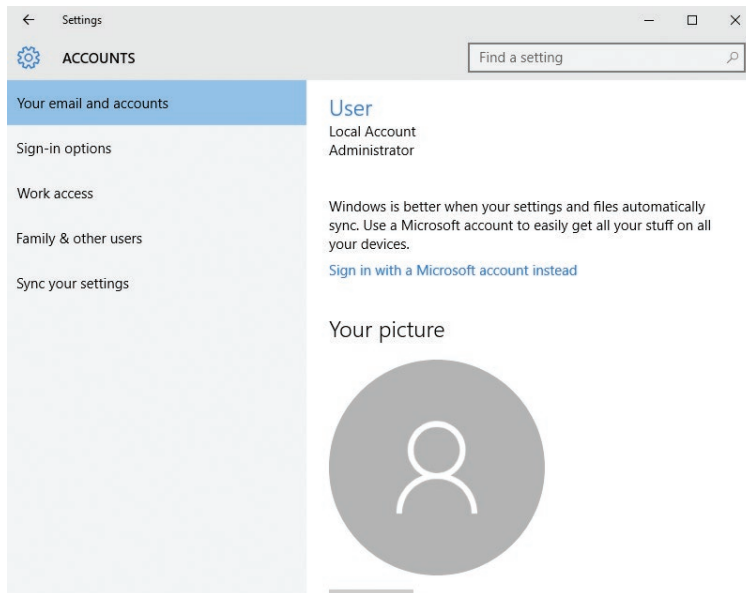 Settings
ACCOUNTS
Find a setting
Your email and accounts
Sign-in options
Work access
Family & other users
Sync your settings
User
Local Account
Administrator
Windows is better when your settings and files automatically
sync. Use a Microsoft account to easily get all your stuff on all
your devices.
Sign in with a Microsoft account instead
Your picture